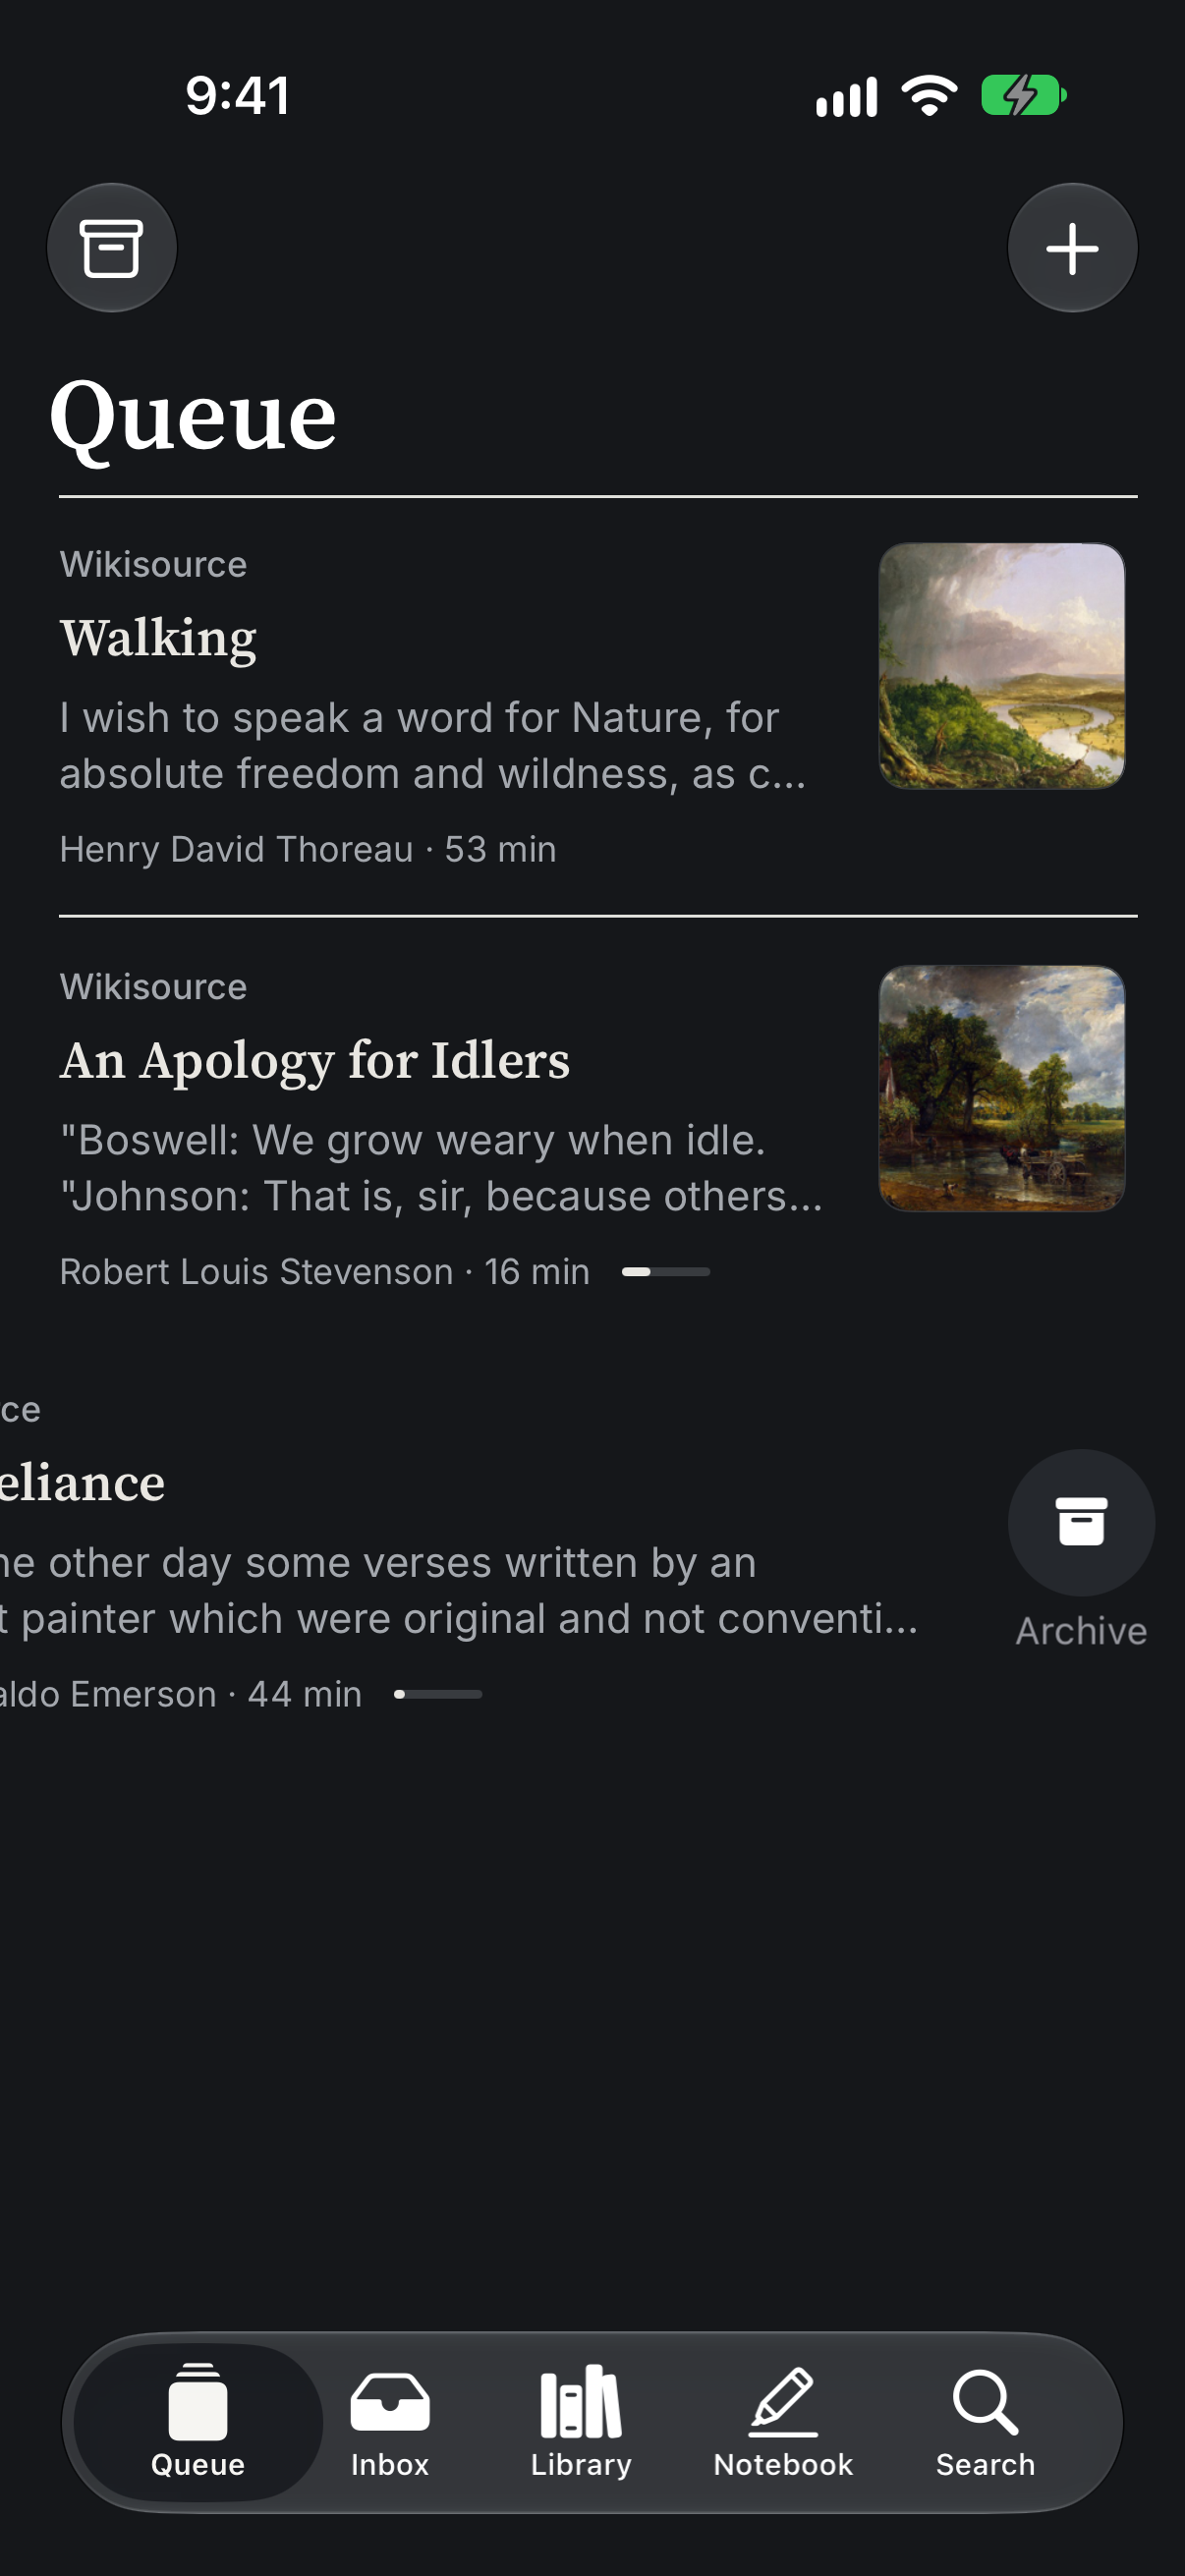 9:41
Queue
Wikisource
Walking
I wish to speak a word for Nature, for
absolute freedom and wildness, as c...
Henry David Thoreau · 53 min
Wikisource
An Apology for Idlers
"Boswell: We grow weary when idle.
"Johnson: That is, sir, because others...
Robert Louis Stevenson · 16 min
rce
eliance
ne other day some verses written by an
t painter which were original and not conventi...
Archive
aldo Emerson · 44 min
Queue
Inbox
Library
Notebook
Search